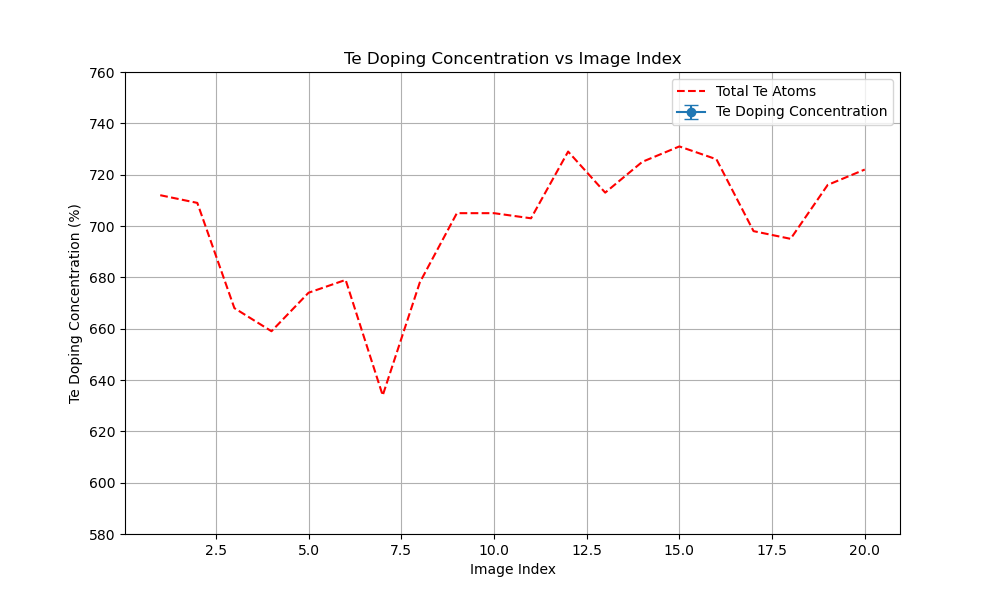 Te Doping Concentration vs Image Index
Total Te Atoms
Te Doping Concentration
Te Doping Concentration (%)
760
740
720
700
680
660
640
620
600
580
2.5 5.0 7.5 10.0 12.5 15.0 17.5 20.0
Image Index